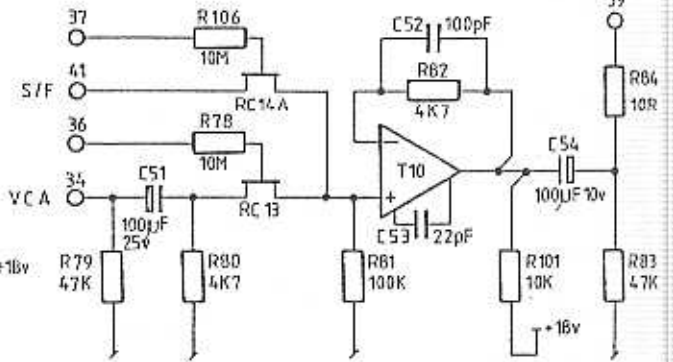 37
R106
10M
41
S/F
RC14A
36
R78
10M
34
VCA
C51
100µF
25v
RC13
+18v
R79
47K
R80
4K7
R81
100K
C52
100pF
R82
4K7
T10
C53
22pF
C54
100µF 10v
R101
10K
+18v
39
R84
10R
R83
47K